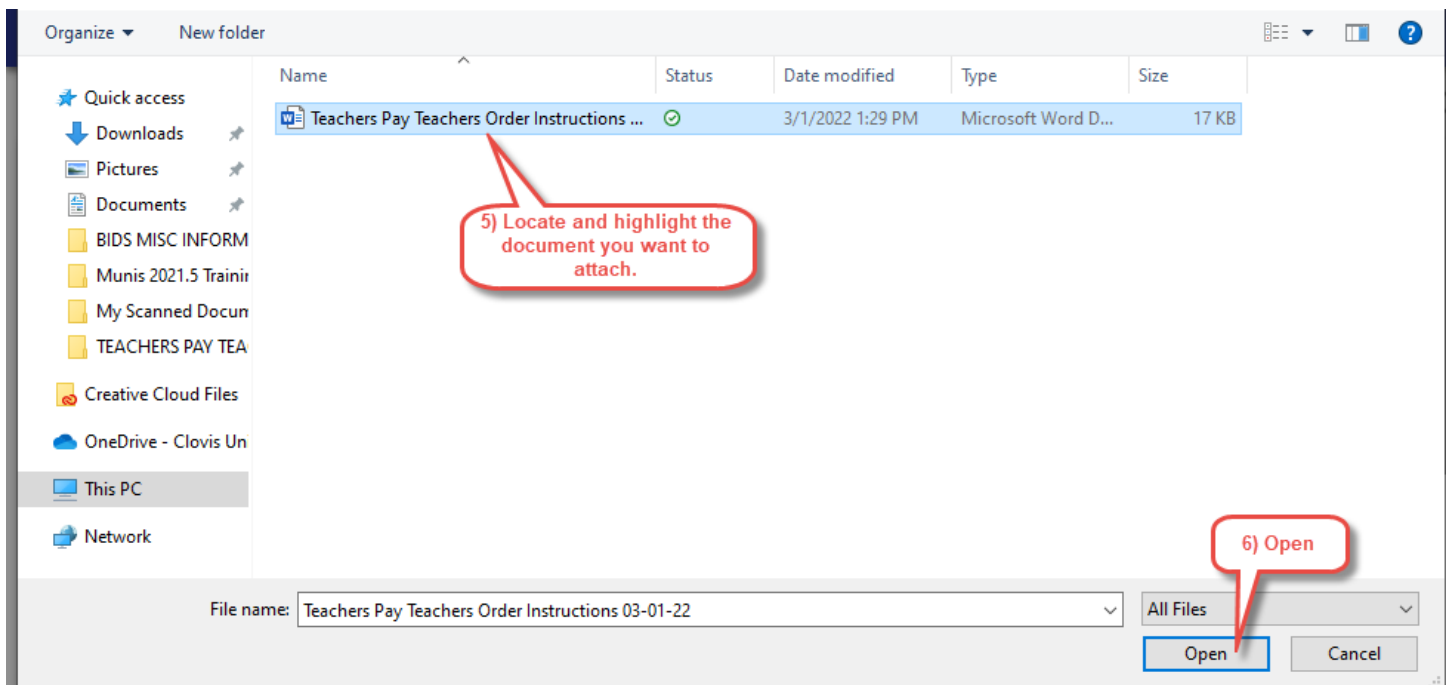 Organize New folder
?
Name Status Date modified Type Size
Quick access
Teachers Pay Teachers Order Instructions ... 3/1/2022 1:29 PM Microsoft Word D... 17 KB
Downloads
Pictures
Documents
BIDS MISC INFORM
Munis 2021.5 Trainin
My Scanned Docum
TEACHERS PAY TEA
Creative Cloud Files
OneDrive - Clovis Un
This PC
Network
5) Locate and highlight the
document you want to
attach.
6) Open
File name: Teachers Pay Teachers Order Instructions 03-01-22 All Files
Open Cancel